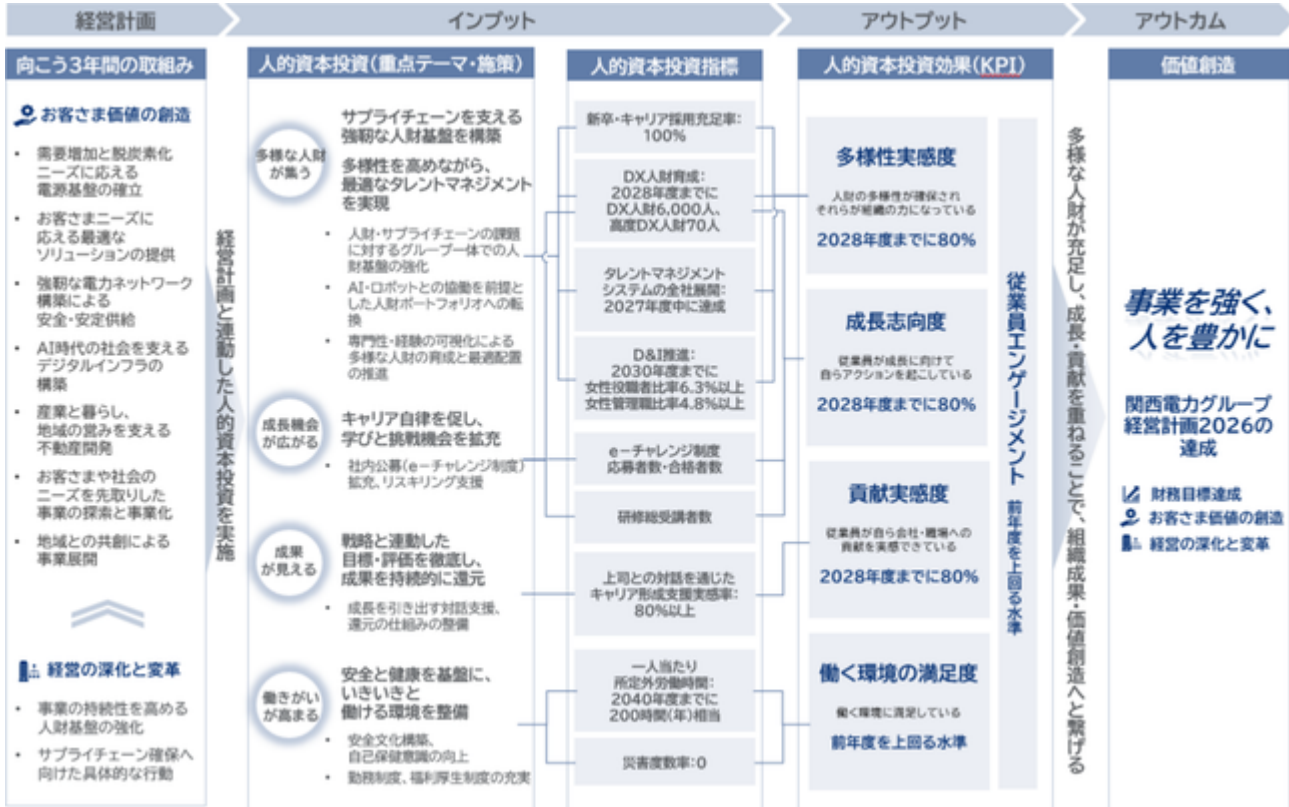 経営計画
インプット
アウトプット
アウトカム
向こう3年間の取組み
お客さま価値の創造
・ 需要増加と脱炭素化
ニーズに応える
電源基盤の確立
・ お客さまニーズに
応える最適な
ソリューションの提供
・ 強靭な電力ネットワーク
構築による
安全・安定供給
・ AI時代の社会を支える
デジタルインフラの
構築
・ 産業と暮らし、
地域の営みを支える
不動産開発
・ お客さまや社会の
ニーズを先取りした
事業の探索と事業化
・ 地域との共創による
事業展開
経営の深化と変革
・ 事業の持続性を高める
人財基盤の強化
・ サプライチェーン確保へ
向けた具体的な行動
経営計画と連動した人的資本投資を実施
人的資本投資(重点テーマ・施策)
多様な人財
が集う
サプライチェーンを支える
強靭な人財基盤を構築
多様性を高めながら、
最適なタレントマネジメント
を実現
・ 人財・サプライチェーンの課題
に対するグループ一体での人
財基盤の強化
・ AI・ロボットとの協働を前提
とした人財ポートフォリオへの転
換
・ 専門性・経験の可視化による
多様な人財の育成と最適配置
の推進
成長機会
が広がる
キャリア自律を促し、
学びと挑戦機会を拡充
・ 社内公募(e-チャレンジ制度)
拡充、リスキリング支援
成果
が見える
戦略と連動した
目標・評価を徹底し、
成果を持続的に還元
・ 成長を引き出す対話支援、
還元の仕組みの整備
働きがい
が高まる
安全と健康を基盤に、
いきいきと
働ける環境を整備
・ 安全文化構築、
自己保健意識の向上
・ 勤務制度、福利厚生制度の充実
人的資本投資指標
新卒・キャリア採用充足率:
100%
DX人財育成:
2028年度までに
DX人財6,000人、
高度DX人財70人
タレントマネジメント
システムの全社展開:
2027年度中に達成
D&I推進:
2030年度までに
女性役職者比率6.3%以上
女性管理職比率4.8%以上
e-チャレンジ制度
応募者数・合格者数
研修総受講者数
上司との対話を通じた
キャリア形成支援実感率:
80%以上
一人当たり
所定外労働時間:
2040年度までに
200時間(年)相当
災害度数率:0
人的資本投資効果(KPI)
多様性実感度
人財の多様性が確保され
それらが組織の力になっている
2028年度までに80%
成長志向度
従業員が成長に向けて
自らアクションを起こしている
2028年度までに80%
貢献実感度
従業員が自ら会社・職場への
貢献を実感できている
2028年度までに80%
働く環境の満足度
働く環境に満足している
前年度を上回る水準
従業員エンゲージメント 前年度を上回る水準
多様な人財が充足し、成長・貢献を重ねることで、組織成果・価値創造へと繋げる
価値創造
事業を強く、
人を豊かに
関西電力グループ
経営計画2026の
達成
財務目標達成
お客さま価値の創造
経営の深化と変革